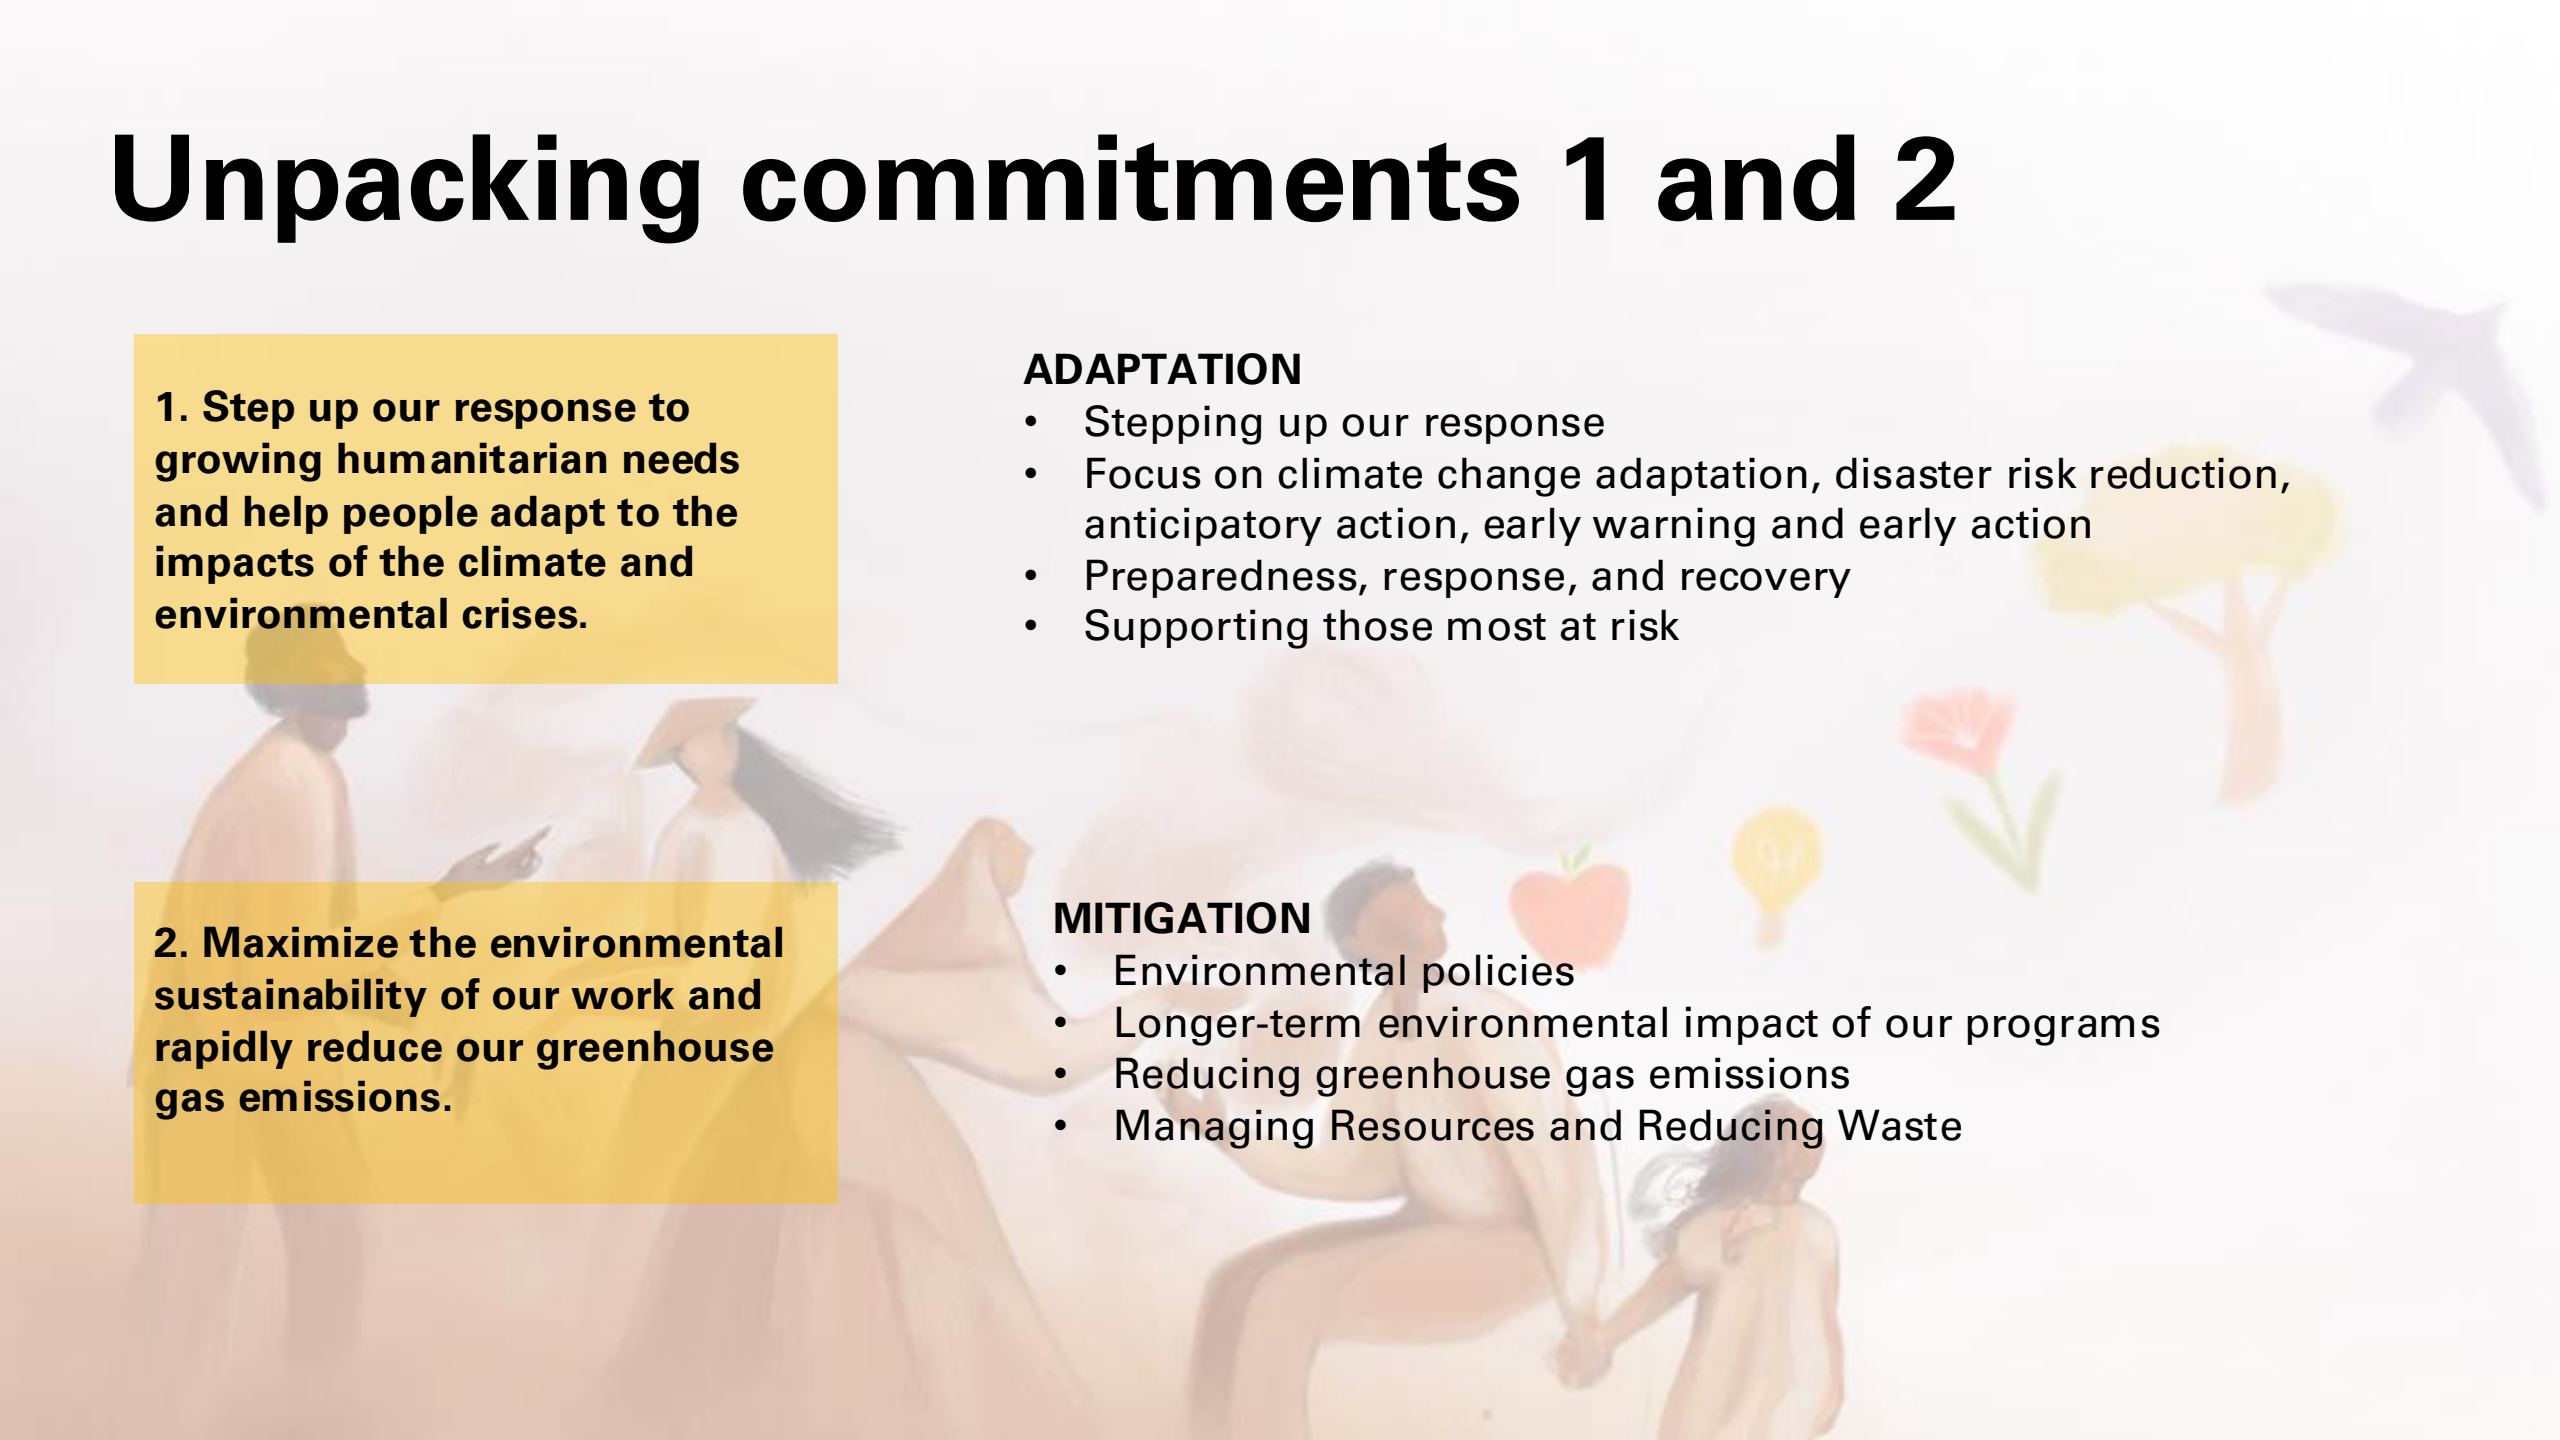 Unpacking commitments 1 and 2
1. Step up our response to
growing humanitarian needs
and help people adapt to the
impacts of the climate and
environmental crises.
ADAPTATION
• Stepping up our response
• Focus on climate change adaptation, disaster risk reduction,
anticipatory action, early warning and early action
• Preparedness, response, and recovery
• Supporting those most at risk
2. Maximize the environmental
sustainability of our work and
rapidly reduce our greenhouse
gas emissions.
MITIGATION
• Environmental policies
• Longer-term environmental impact of our programs
• Reducing greenhouse gas emissions
• Managing Resources and Reducing Waste